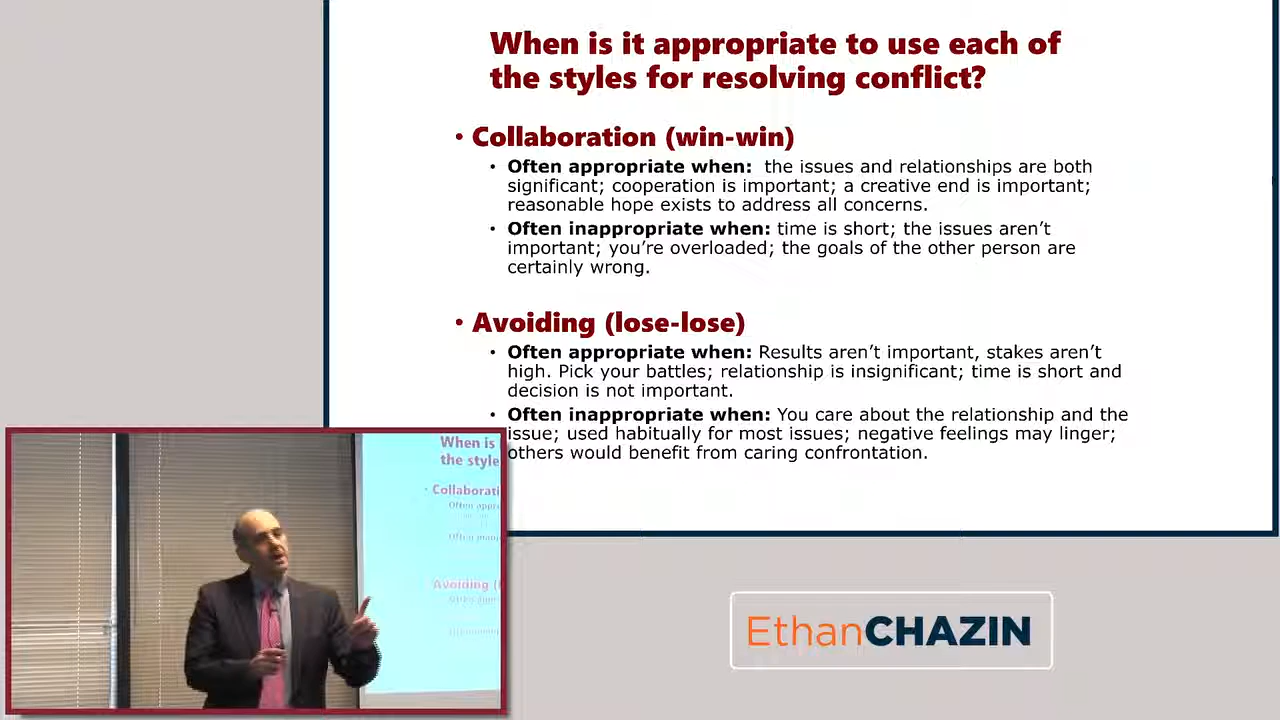 When is it appropriate to use each of
the styles for resolving conflict?
• Collaboration (win-win)
• Often appropriate when:  the issues and relationships are both
significant; cooperation is important; a creative end is important;
reasonable hope exists to address all concerns.
• Often inappropriate when: time is short; the issues aren’t
important; you’re overloaded; the goals of the other person are
certainly wrong.
• Avoiding (lose-lose)
• Often appropriate when: Results aren’t important, stakes aren’t
high. Pick your battles; relationship is insignificant; time is short and
decision is not important.
• Often inappropriate when: You care about the relationship and the
issue; used habitually for most issues; negative feelings may linger;
others would benefit from caring confrontation.
When is
the style
• Collaborati
Often appr
Avoiding (
EthanCHAZIN